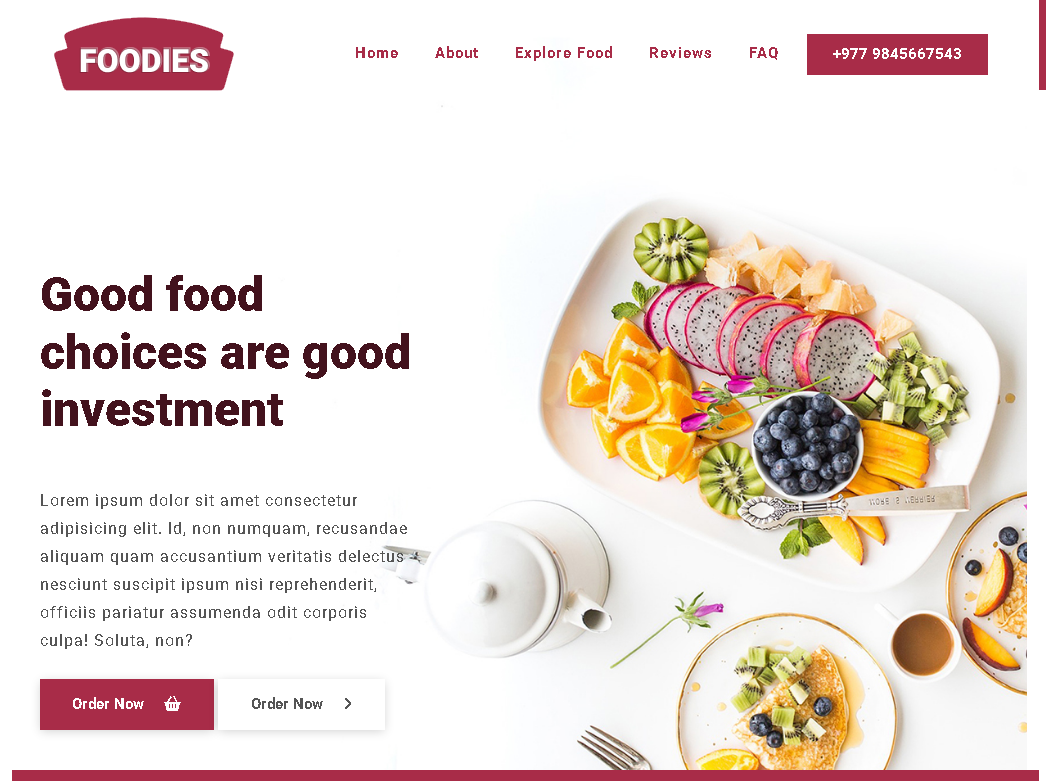 FOODIES
Home About Explore Food Reviews FAQ +977 9845667543
Good food
choices are good
investment
Lorem ipsum dolor sit amet consectetur
adipisicing elit. Id, non numquam, recusandae
aliquam quam accusantium veritatis delectus
nesciunt suscipit ipsum nisi reprehenderit,
officiis pariatur assumenda odit corporis
culpa! Soluta, non?
Order Now Order Now